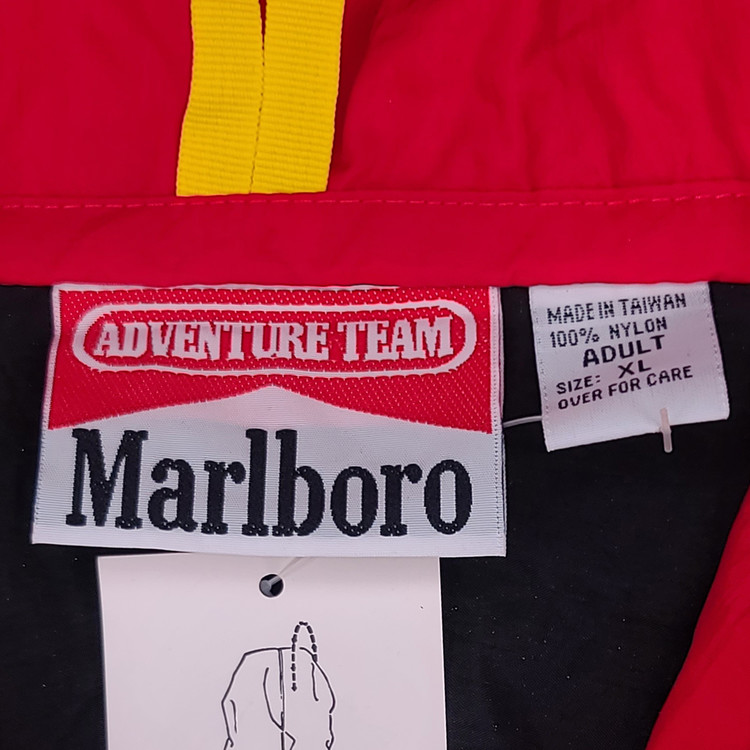 ADVENTURE TEAM
Marlboro
MADE IN TAIWAN
100% NYLON
ADULT
SIZE: XL
OVER FOR CARE